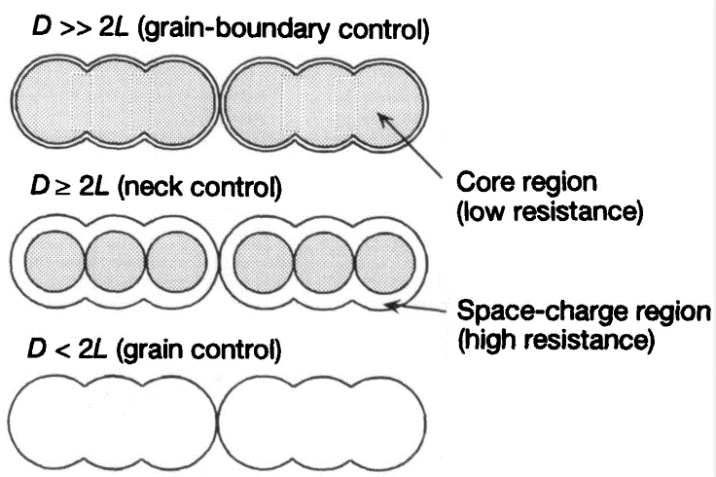 D >> 2L (grain-boundary control)
Core region
(low resistance)
D ≥ 2L (neck control)
Space-charge region
(high resistance)
D < 2L (grain control)